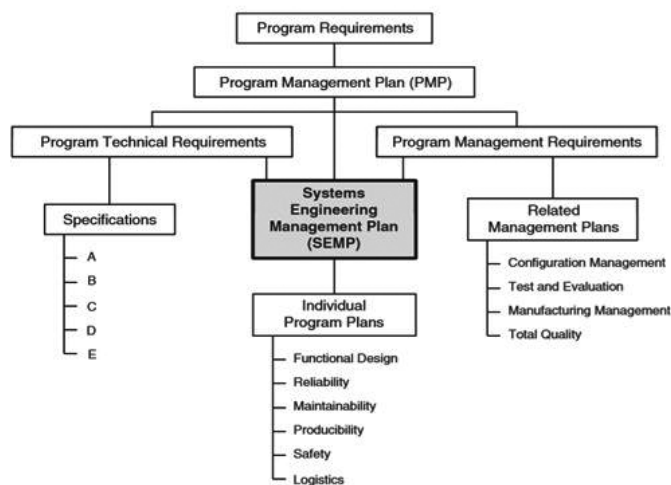 Program Requirements
Program Management Plan (PMP)
Program Technical Requirements
Program Management Requirements
Systems
Engineering
Management Plan
(SEMP)
Specifications
A
B
C
D
E
Related
Management Plans
Configuration Management
Test and Evaluation
Manufacturing Management
Total Quality
Individual
Program Plans
Functional Design
Reliability
Maintainability
Producibility
Safety
Logistics